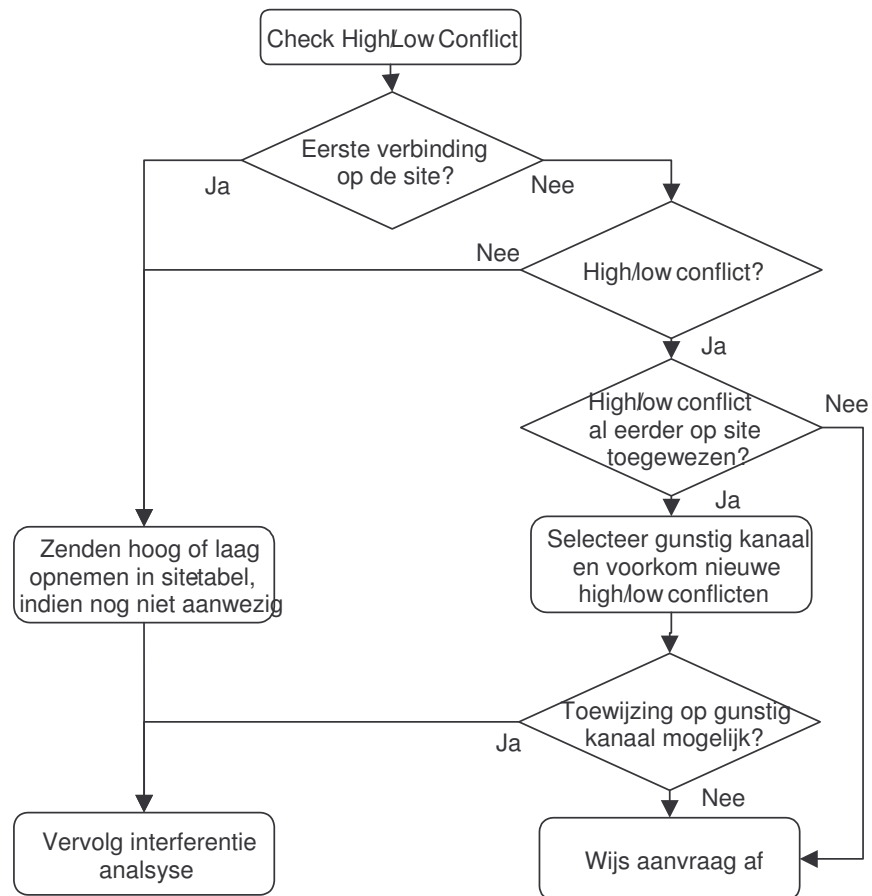 Check High/Low Conflict
Eerste verbinding
op de site?
Ja
Nee
Nee
High/low conflict?
Ja
High/low conflict
al eerder op site
toegewezen?
Nee
Ja
Zenden hoog of laag
opnemen in sitetabel,
indien nog niet aanwezig
Selecteer gunstig kanaal
en voorkom nieuwe
high/low conflicten
Toewijzing op gunstig
kanaal mogelijk?
Ja
Nee
Vervolg interferentie
analsyse
Wijs aanvraag af